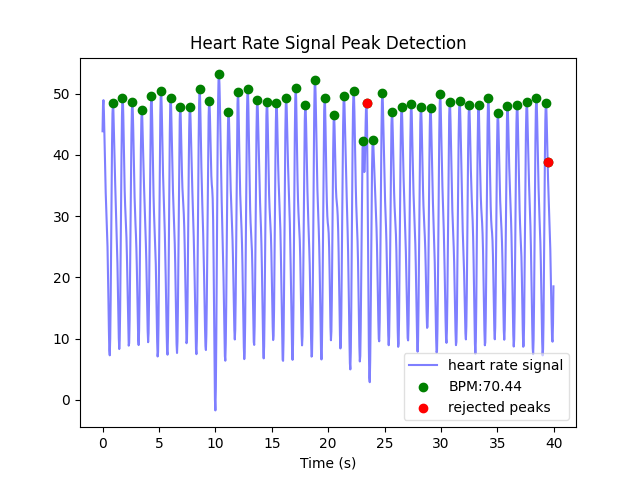 Heart Rate Signal Peak Detection
50
40
30
20
10
0
heart rate signal
BPM:70.44
rejected peaks
0 5 10 15 20 25 30 35 40
Time (s)